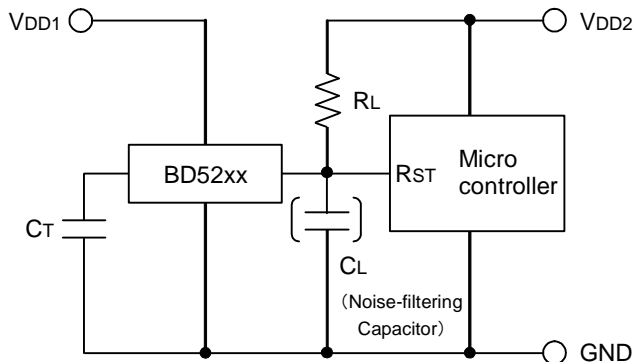 VDD1
VDD2
RL
BD52xx
RST
Micro
controller
CT
CL
（Noise-filtering
Capacitor）
GND